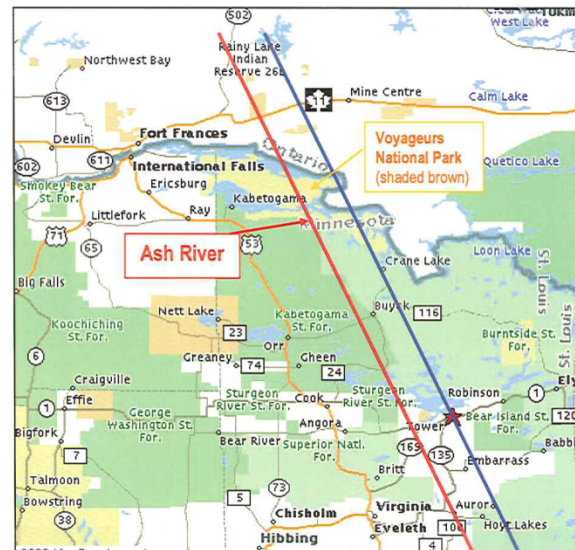 502
10km
West Lake
Rainy Lake
Indian
Reserve 26
Northwest Bay
11
Mine Centre
Calm Lake
613
Devlin
Fort Frances
Voyageurs
National Park
(shaded brown)
602
611
International Falls
Ontario
Quetico Lake
Smokey Bear
St. For.
Ericsburg
Kabetogama
Minnesota
Littlefork
Ray
Ash River
71
65
53
Crane Lake
Loon Lake
St. Louis
Big Falls
Nett Lake
Kabetogama
St. For.
Buyck
116
Koochiching
St. For.
23
Orr
Burntside St.
For.
St. Louis
6
Greaney
74
Gheen
24
Craigville
Sturgeon
River St. For.
Sturgeon
River St. For.
Robinson
1
Ely
1
Effie
George
Washington St.
For.
Cook
Tower
Bear Island St.
For.
120
Bigfork
Bear River
Angora
Superior Natl.
For.
169
135
Babbi
7
Embarrass
Talmoon
73
Britt
Bowstring
5
Virginia
Auror
38
Chisholm
100
Hoyt Lakes
Hibbing
Eveleth
4